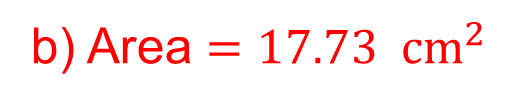 b) Area = 17.73 cm²